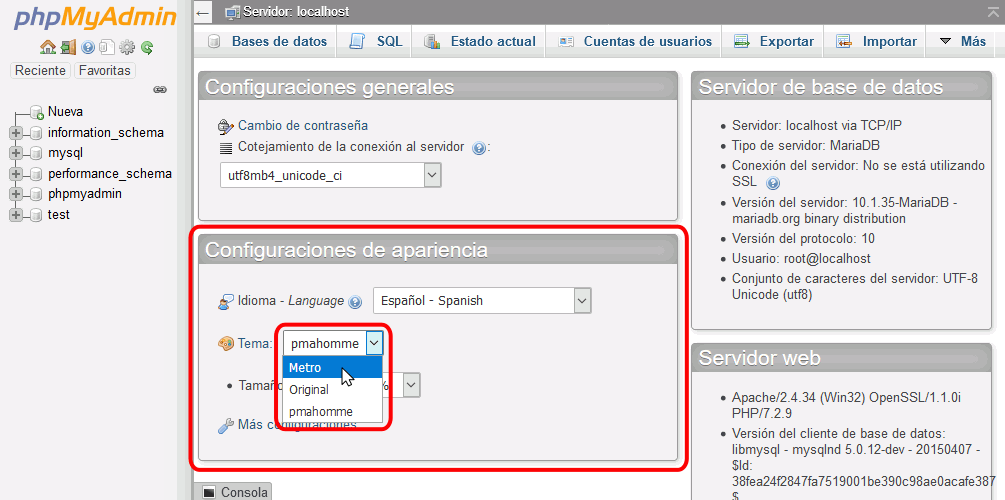 phpMyAdmin
Reciente Favoritas
Nueva
information_schema
mysql
performance_schema
phpmyadmin
test
Servidor: localhost
Bases de datos SQL Estado actual Cuentas de usuarios Exportar Importar Más
Configuraciones generales
Cambio de contraseña
Cotejamiento de la conexión al servidor :
utf8mb4_unicode_ci
Configuraciones de apariencia
Idioma - Language
Español - Spanish
Tema: pmahomme
Metro
Original
pmahomme
Tamaño %
Más configuraciones
Servidor de base de datos
• Servidor: localhost via TCP/IP
• Tipo de servidor: MariaDB
• Conexión del servidor: No se está utilizando
SSL
• Versión del servidor: 10.1.35-MariaDB -
mariadb.org binary distribution
• Versión del protocolo: 10
• Usuario: root@localhost
• Conjunto de caracteres del servidor: UTF-8
Unicode (utf8)
Servidor web
• Apache/2.4.34 (Win32) OpenSSL/1.1.0i
PHP/7.2.9
• Versión del cliente de base de datos:
libmysql - mysqlnd 5.0.12-dev - 20150407 -
$Id:
38fea24f2847fa7519001be390c98ae0acafe387
$
Consola